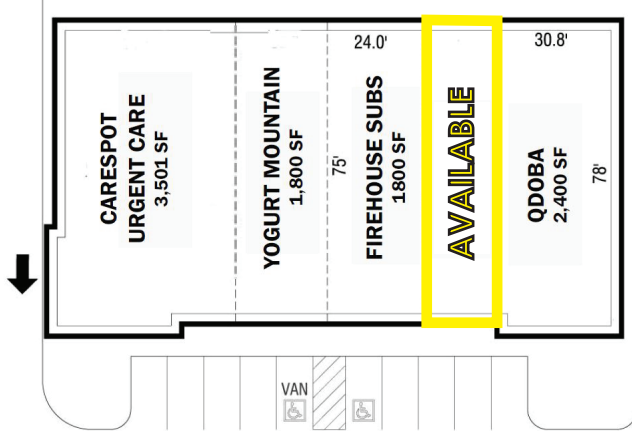 24.0'
30.8'
CARESPOT
URGENT CARE
3,501 SF
YOGURT MOUNTAIN
1,800 SF
75'
FIREHOUSE SUBS
1800 SF
AVAILABLE
QDOBA
2,400 SF
78'
VAN